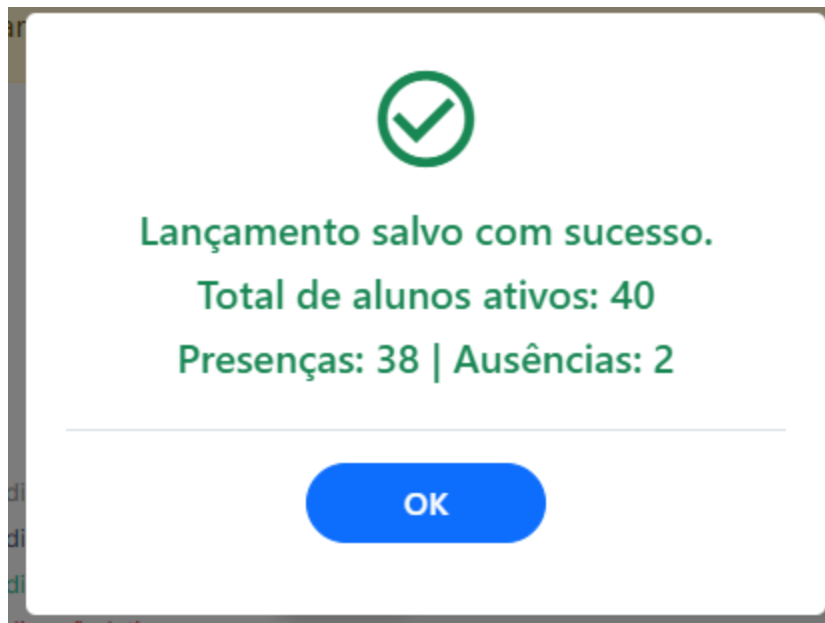 Lançamento salvo com sucesso.
Total de alunos ativos: 40
Presenças: 38 | Ausências: 2
OK